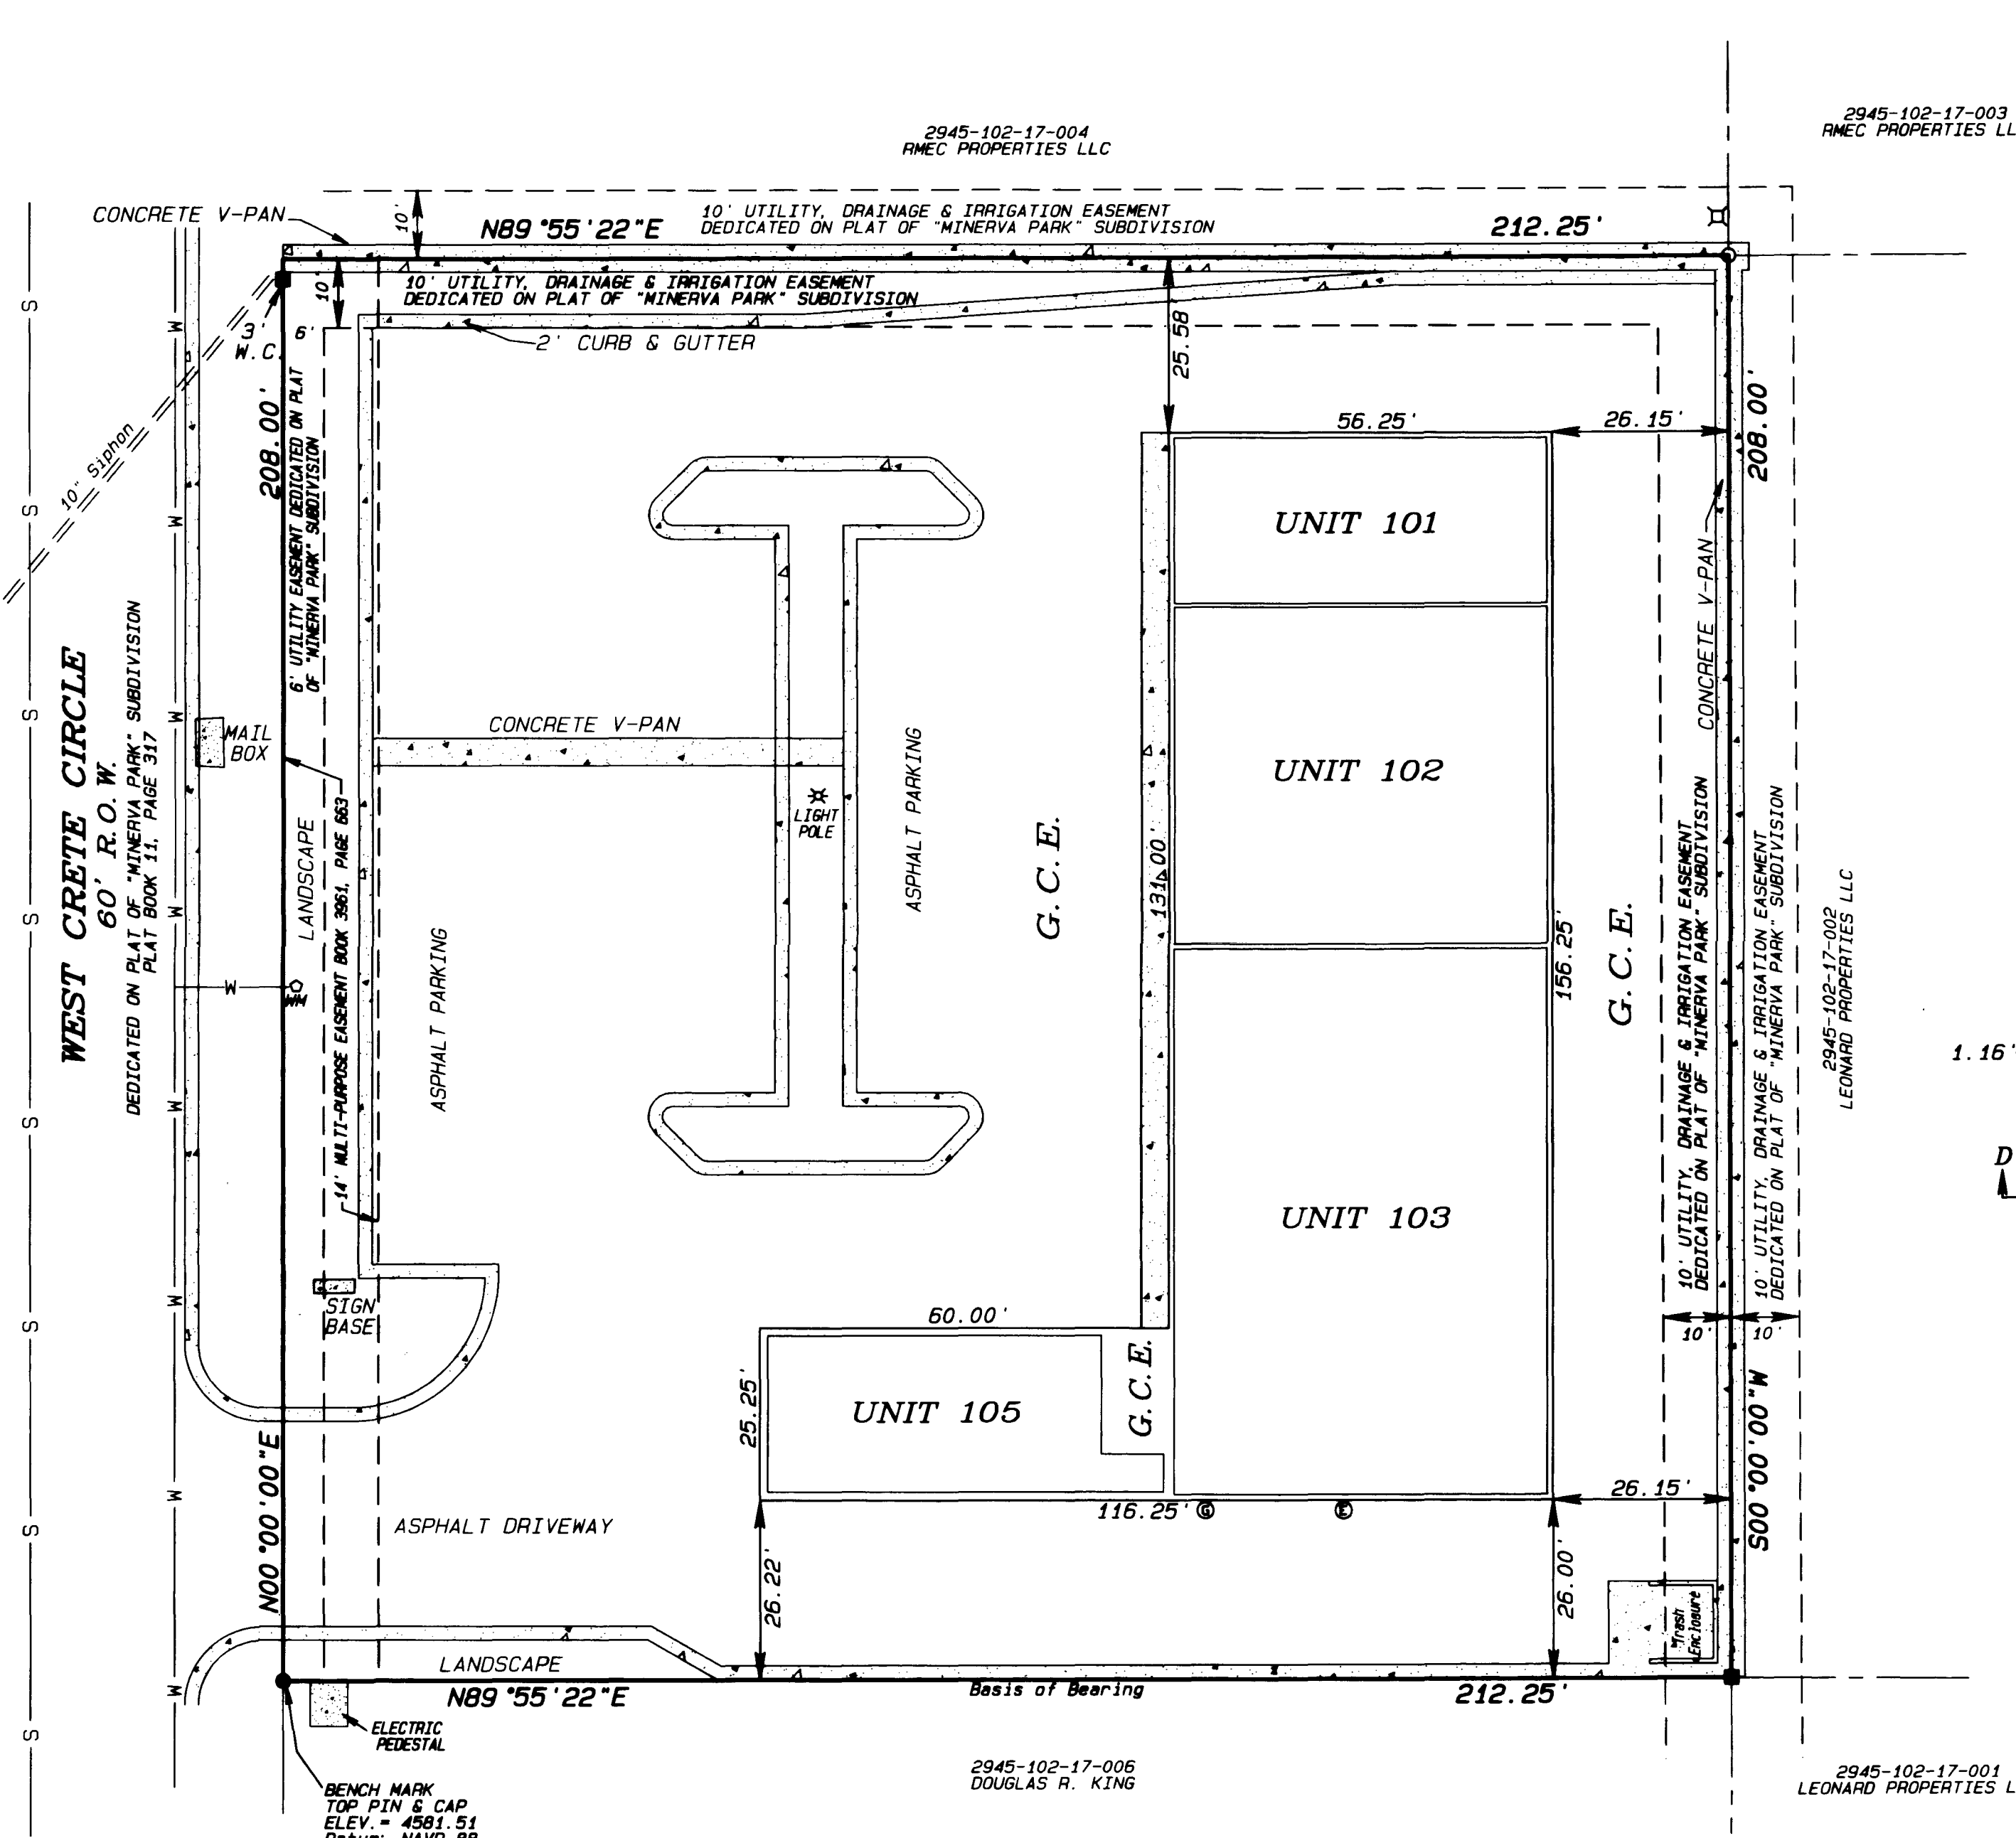 2945-102-17-004
RMEC PROPERTIES LLC
2945-102-17-003
RMEC PROPERTIES LL
CONCRETE V-PAN
10'
N89°55'22"E
10' UTILITY, DRAINAGE & IRRIGATION EASEMENT
DEDICATED ON PLAT OF "MINERVA PARK" SUBDIVISION
212.25'
10'
10' UTILITY, DRAINAGE & IRRIGATION EASEMENT
DEDICATED ON PLAT OF "MINERVA PARK" SUBDIVISION
3'
W.C.
6'
2' CURB & GUTTER
25.58
208.00'
6' UTILITY EASEMENT DEDICATED ON PLAT
OF "MINERVA PARK" SUBDIVISION
10" Siphon
56.25'
26.15'
208.00'
UNIT 101
CONCRETE V-PAN
WEST CRETE CIRCLE
60' R.O.W.
DEDICATED ON PLAT OF "MINERVA PARK" SUBDIVISION
PLAT BOOK 11, PAGE 317
MAIL
BOX
CONCRETE V-PAN
LIGHT
POLE
ASPHALT PARKING
UNIT 102
G.C.E.
131.00'
156.25'
G.C.E.
LANDSCAPE
14' MULTI-PURPOSE EASEMENT BOOK 3961, PAGE 663
ASPHALT PARKING
W
WM
10' UTILITY, DRAINAGE & IRRIGATION EASEMENT
DEDICATED ON PLAT OF "MINERVA PARK" SUBDIVISION
10' UTILITY, DRAINAGE & IRRIGATION EASEMENT
DEDICATED ON PLAT OF "MINERVA PARK" SUBDIVISION
2945-102-17-002
LEONARD PROPERTIES LLC
1.16'
D
UNIT 103
SIGN
BASE
60.00'
10'
10'
25.25'
UNIT 105
G.C.E.
N00°00'00"E
S00°00'00"W
26.15'
116.25'
G
E
ASPHALT DRIVEWAY
26.22'
26.00'
Trash
Enclosure
LANDSCAPE
N89°55'22"E
Basis of Bearing
212.25'
ELECTRIC
PEDESTAL
2945-102-17-006
DOUGLAS R. KING
2945-102-17-001
LEONARD PROPERTIES L
BENCH MARK
TOP PIN & CAP
ELEV.= 4581.51
Datum: NAVD 88